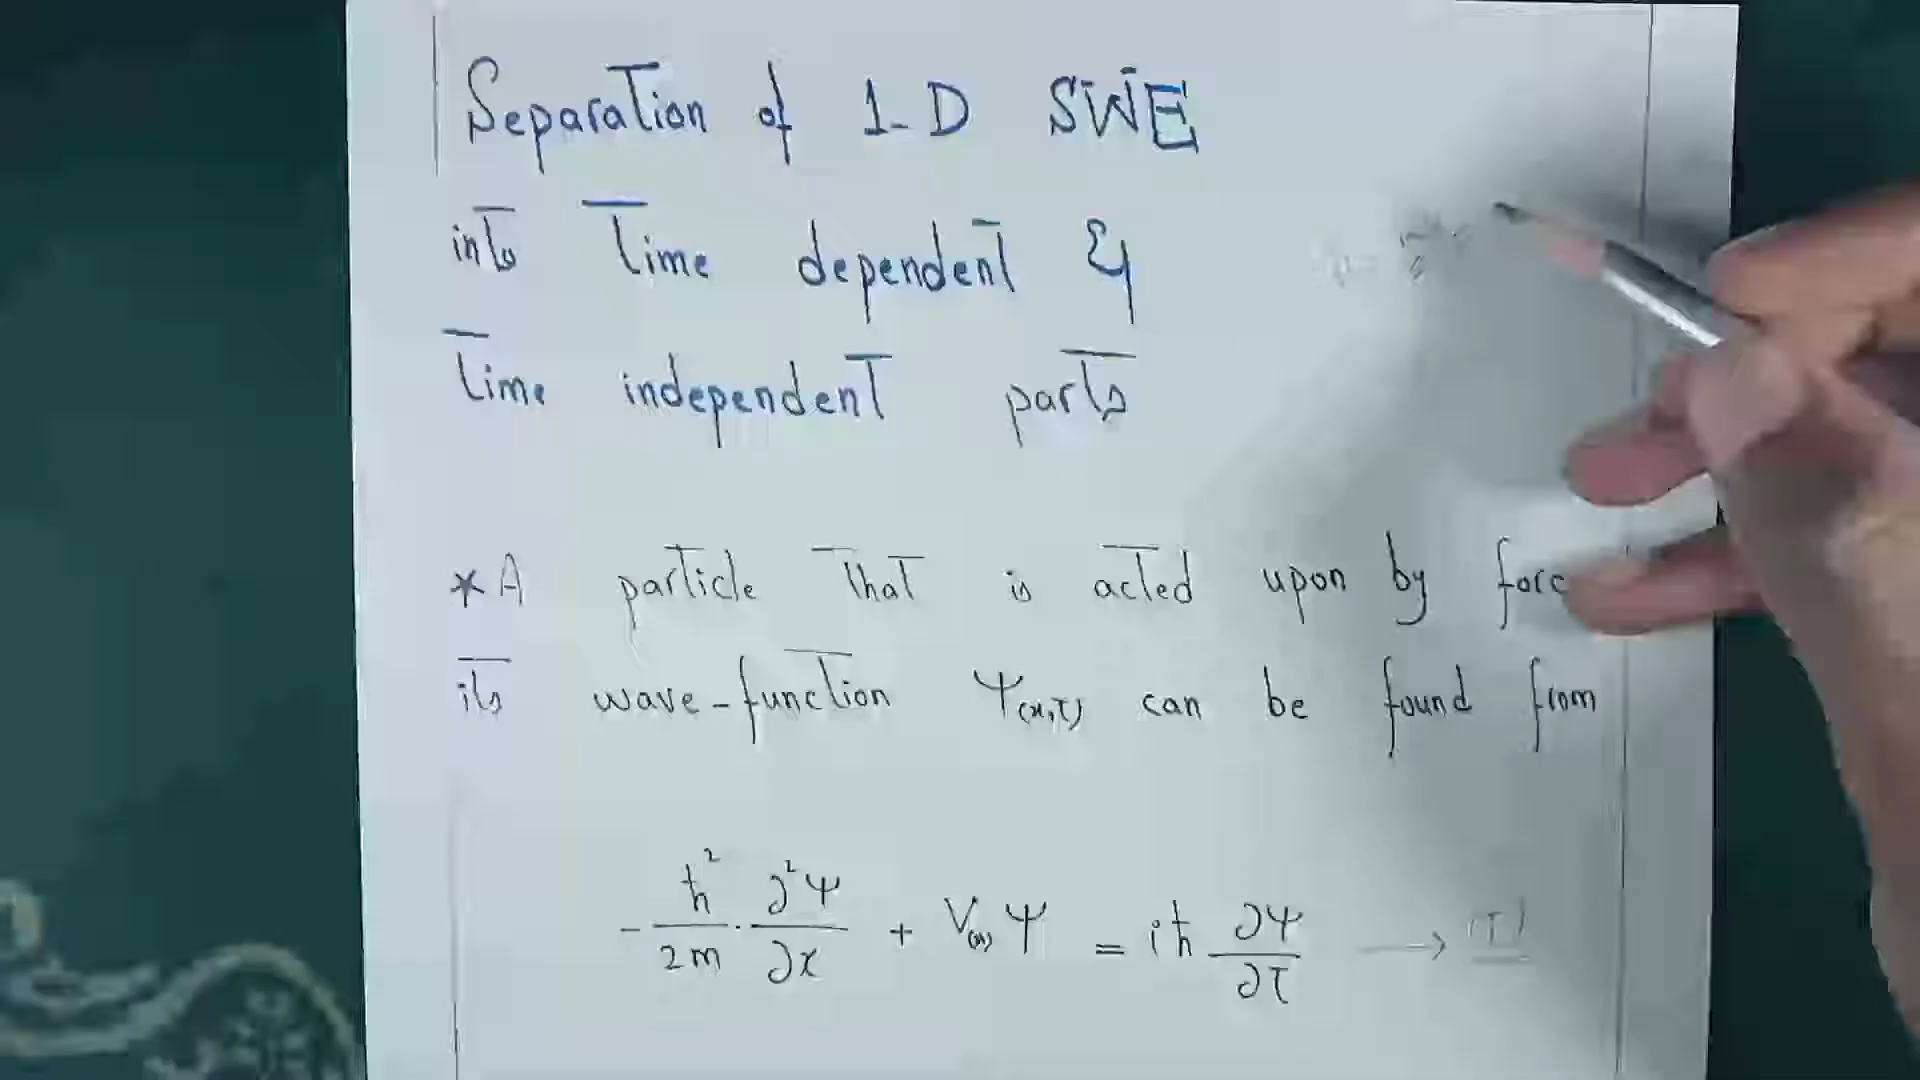 Separation of 1-D SWE
into Time dependent &
Time independent parts
* A particle that is acted upon by forc
its wave-function Ψ(x,t) can be found from
- ħ²/2m · ∂²Ψ/∂x + V(x) Ψ = iħ ∂Ψ/∂t → (I)